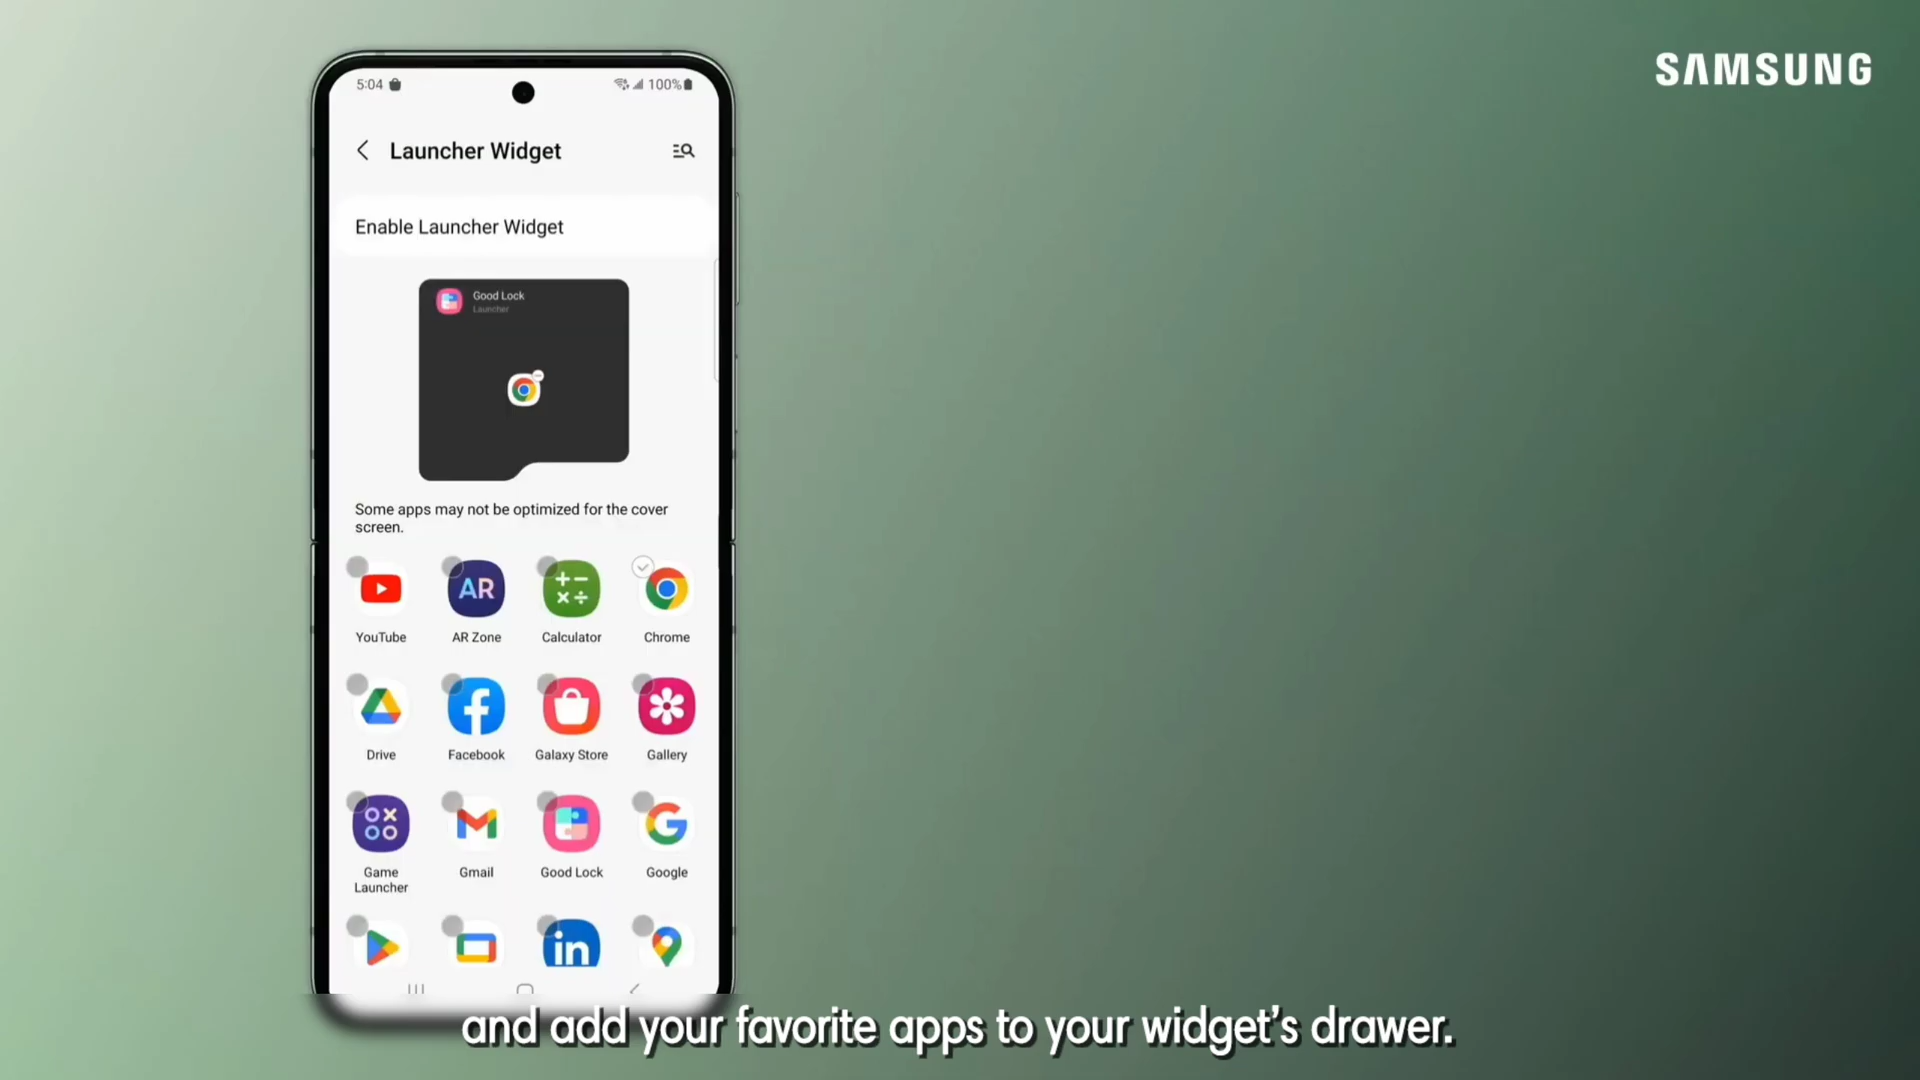 SAMSUNG
5:04
100%
Launcher Widget
Enable Launcher Widget
Good Lock
Launcher
Some apps may not be optimized for the cover
screen.
YouTube
AR
AR Zone
Calculator
Chrome
Drive
Facebook
Galaxy Store
Gallery
Game
Launcher
Gmail
Good Lock
Google
in
and add your favorite apps to your widget's drawer.